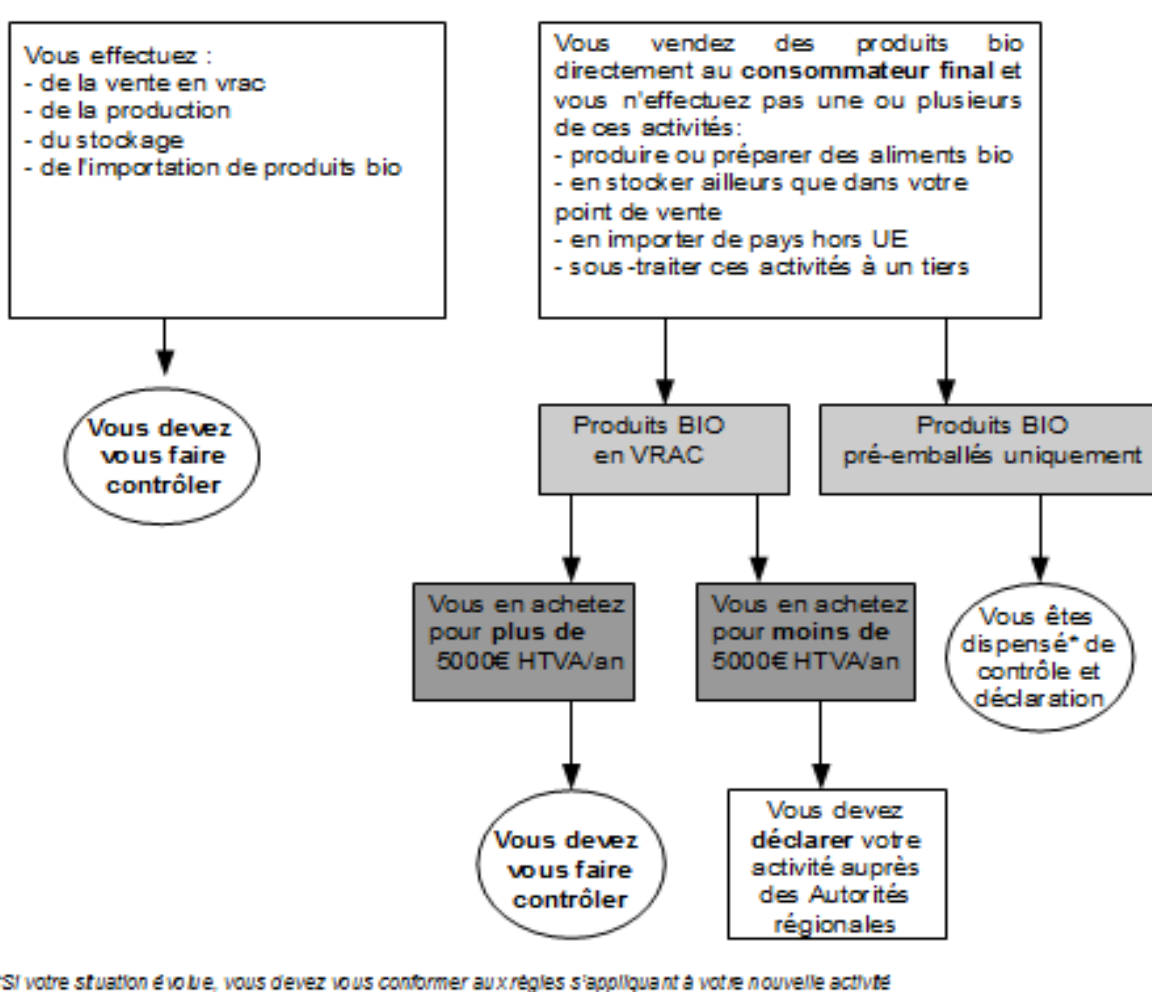 Vous effectuez :
- de la vente en vrac
- de la production
- du stockage
- de l'importation de produits bio
Vous devez
vous faire
contrôler
Vous vendez des produits bio
directement au consommateur final et
vous n'effectuez pas une ou plusieurs
de ces activités:
- produire ou préparer des aliments bio
- en stocker ailleurs que dans votre
point de vente
- en importer de pays hors UE
- sous-traiter ces activités à un tiers
Produits BIO
en VRAC
Produits BIO
pré-emballés uniquement
Vous en achetez
pour plus de
5000€ HTVA/an
Vous en achetez
pour moins de
5000€ HTVA/an
Vous êtes
dispensé* de
contrôle et
déclaration
Vous devez
vous faire
contrôler
Vous devez
déclarer votre
activité auprès
des Autorités
régionales
*Si votre situation évolue, vous devez vous conformer aux règles s'appliquant à votre nouvelle activité